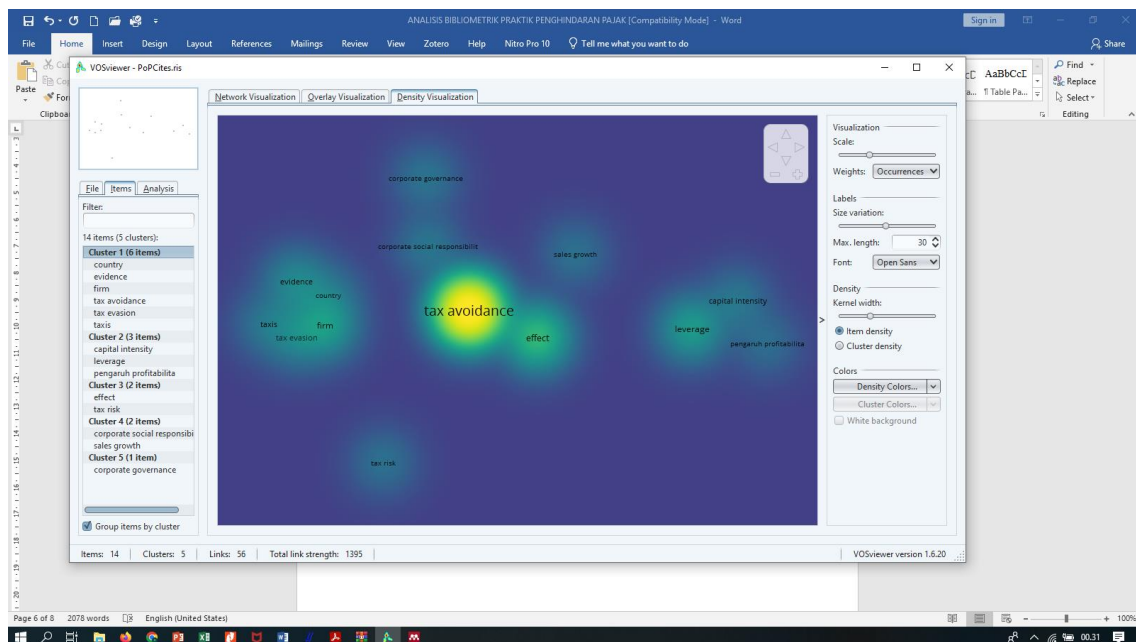 ANALISIS BIBLIOMETRIK PRAKTIK PENGHINDARAN PAJAK [Compatibility Mode] - Word
Sign in
File Home Insert Design Layout References Mailings Review View Zotero Help Nitro Pro 10 Tell me what you want to do
Share
Paste
Clipboa
AaBbCcE
¶ Table Pa...
Find
Replace
Select
Editing
VOSviewer - PoPCites.ris
Network Visualization Overlay Visualization Density Visualization
File Items Analysis
Filter:
14 items (5 clusters):
Cluster 1 (6 items)
country
evidence
firm
tax avoidance
tax evasion
taxis
Cluster 2 (3 items)
capital intensity
leverage
pengaruh profitabilita
Cluster 3 (2 items)
effect
tax risk
Cluster 4 (2 items)
corporate social responsibi
sales growth
Cluster 5 (1 item)
corporate governance
Group items by cluster
corporate governance
corporate social responsibilit
sales growth
evidence
country
capital intensity
tax avoidance
taxis
firm
leverage
tax evasion
effect
pengaruh profitabilita
tax risk
Visualization
Scale:
Weights: Occurrences
Labels
Size variation:
Max. length: 30
Font: Open Sans
Density
Kernel width:
Item density
Cluster density
Colors
Density Colors...
Cluster Colors...
White background
Items: 14 Clusters: 5 Links: 56 Total link strength: 1395
VOSviewer version 1.6.20
Page 6 of 8 2078 words English (United States)
100%
00.31